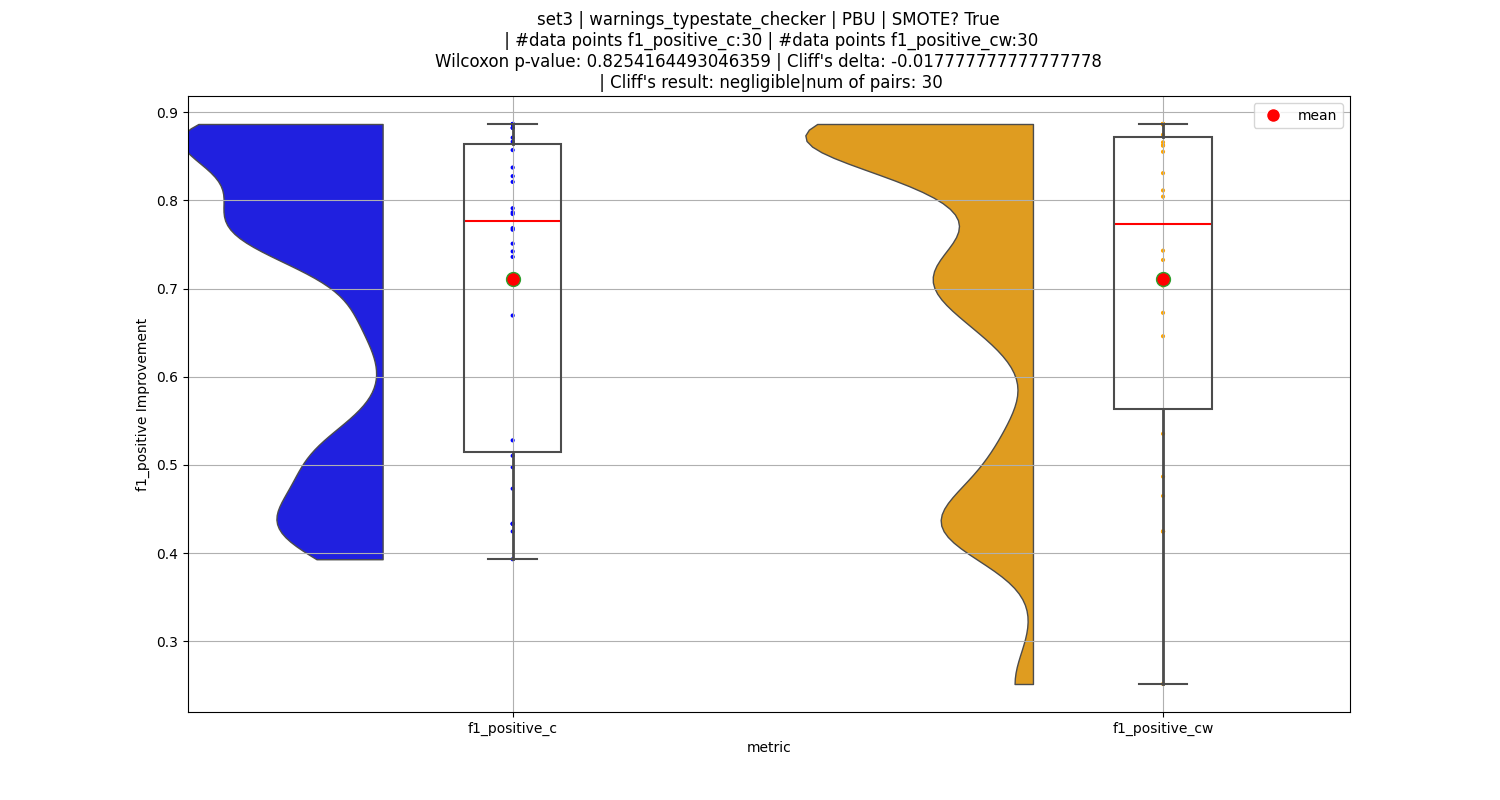 set3 | warnings_typestate_checker | PBU | SMOTE? True
| #data points f1_positive_c:30 | #data points f1_positive_cw:30
Wilcoxon p-value: 0.8254164493046359 | Cliff's delta: -0.017777777777777778
| Cliff's result: negligible|num of pairs: 30
mean
0.9
0.8
0.7
0.6
0.5
0.4
0.3
f1_positive Improvement
f1_positive_c
f1_positive_cw
metric